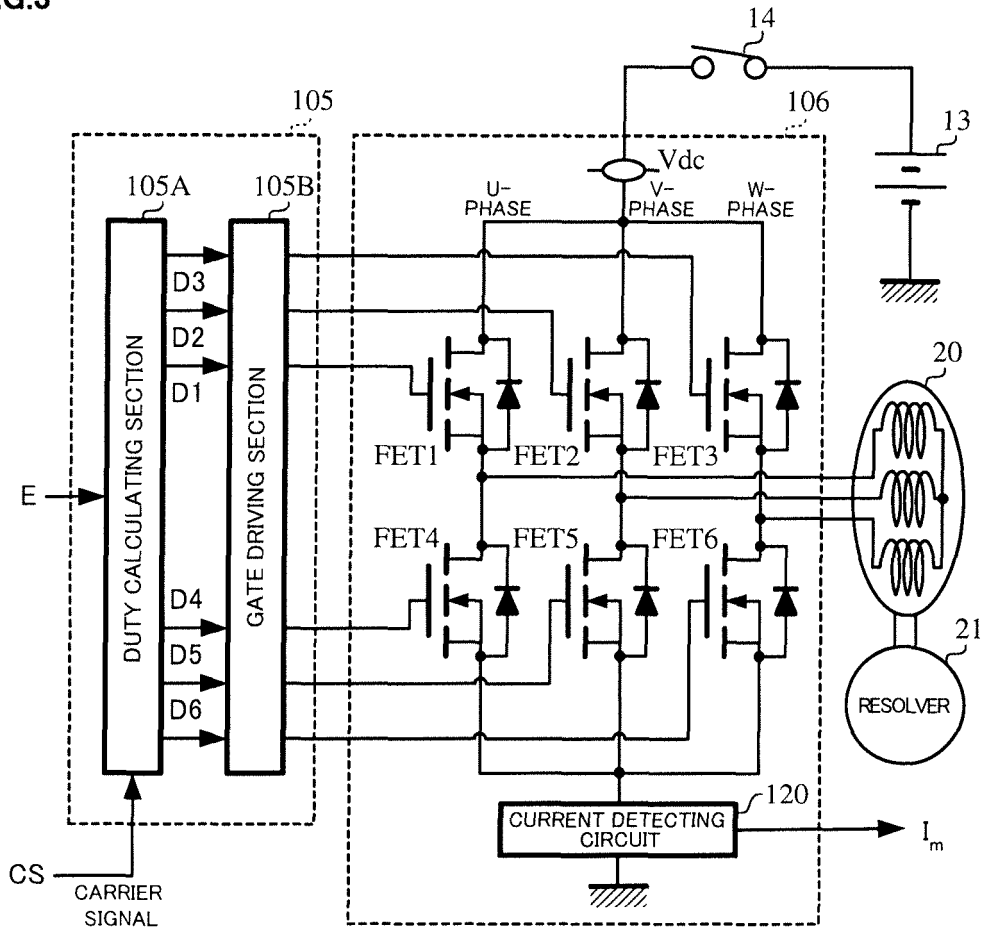 14
105
106
13
Vdc
105A
105B
U-
PHASE
V-
PHASE
W-
PHASE
D3
D2
D1
20
DUTY CALCULATING SECTION
GATE DRIVING SECTION
FET1
FET2
FET3
E
FET4
FET5
FET6
D4
D5
D6
21
RESOLVER
120
CURRENT DETECTING
CIRCUIT
Im
CS
CARRIER
SIGNAL